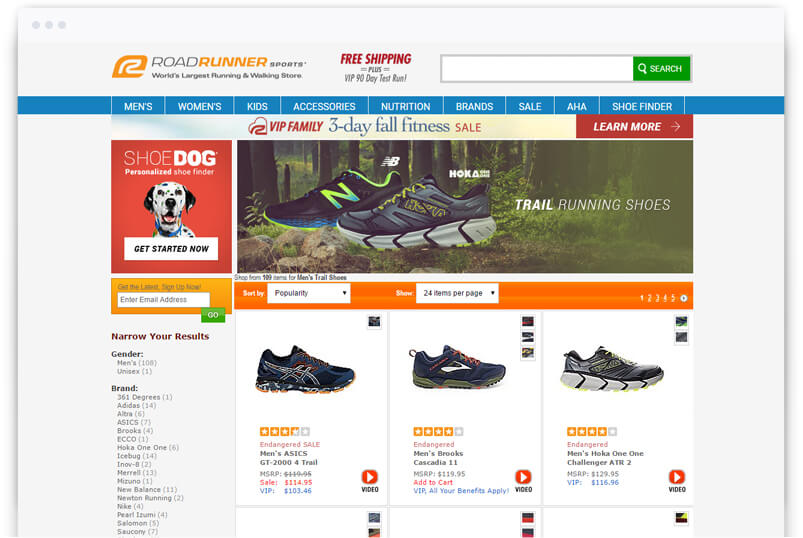 ROADRUNNER SPORTS
World's Largest Running & Walking Store.
FREE SHIPPING
PLUS
VIP 90 Day Test Run!
SEARCH
MEN'S WOMEN'S KIDS ACCESSORIES NUTRITION BRANDS SALE AHA SHOE FINDER
VIP FAMILY 3-day fall fitness SALE
LEARN MORE
SHOEDOG
Personalized shoe finder
GET STARTED NOW
NB
HOKA ONE ONE
TRAIL RUNNING SHOES
Shop from 109 items for Men's Trail Shoes
Get the Latest, Sign Up Now!
Enter Email Address
GO
Sort by: Popularity Show: 24 items per page 1 2 3 4 5
Narrow Your Results
Gender:
Men's (108)
Unisex (1)
Brand:
361 Degrees (1)
Adidas (14)
Altra (6)
ASICS (7)
Brooks (4)
ECCO (1)
Hoka One One (6)
Icebug (14)
Inov-8 (2)
Merrell (13)
Mizuno (1)
New Balance (11)
Newton Running (2)
Nike (4)
Pearl Izumi (4)
Salomon (5)
Saucony (7)
Endangered SALE
Men's ASICS
GT-2000 4 Trail
MSRP: $119.95
Sale: $114.95
VIP: $103.46
VIDEO
Endangered
Men's Brooks
Cascadia 11
MSRP: $119.95
Add to Cart
VIP, All Your Benefits Apply!
VIDEO
Endangered
Men's Hoka One One
Challenger ATR 2
MSRP: $129.95
VIP: $116.96
VIDEO